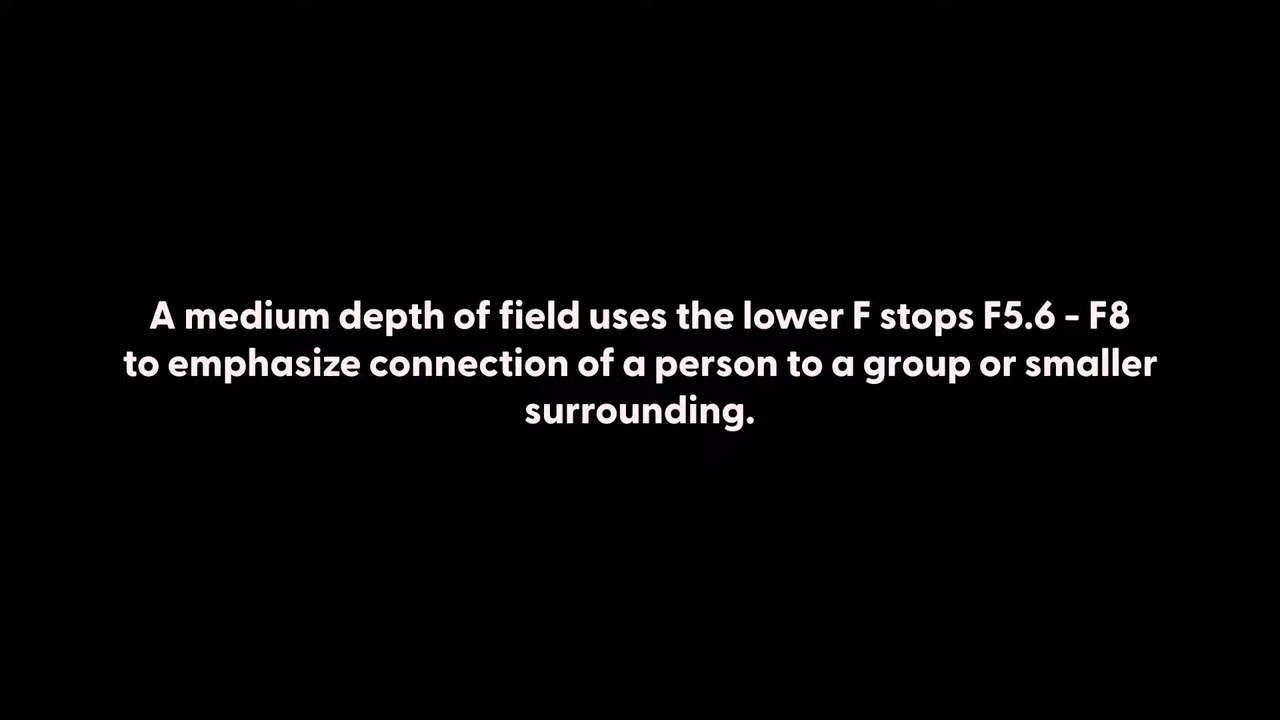 A medium depth of field uses the lower F stops F5.6 - F8
to emphasize connection of a person to a group or smaller
surrounding.